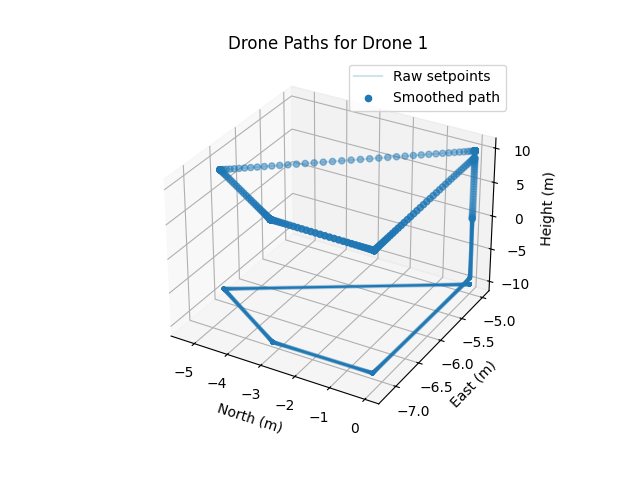 Drone Paths for Drone 1
Raw setpoints
Smoothed path
10
5
0
−5
−10
Height (m)
−5.0
−5.5
−6.0
−6.5
−7.0
East (m)
−5
−4
−3
−2
−1
0
North (m)